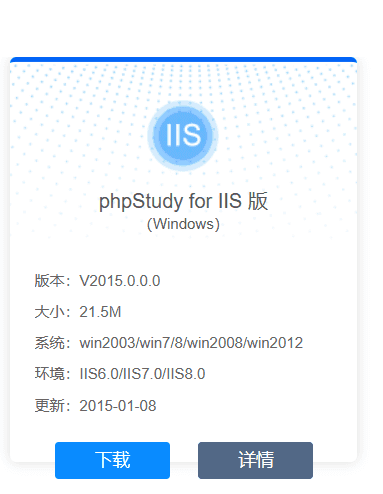 IIS
phpStudy for IIS 版
（Windows）
版本：V2015.0.0.0
大小：21.5M
系统：win2003/win7/8/win2008/win2012
环境：IIS6.0/IIS7.0/IIS8.0
更新：2015-01-08
下载 详情